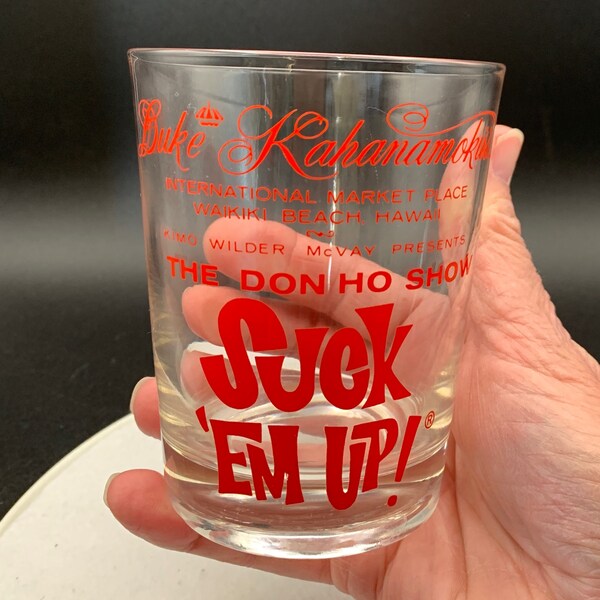 Duke Kahanamoku's
INTERNATIONAL MARKET PLACE
WAIKIKI BEACH, HAWAII
KIMO WILDER McVAY PRESENTS
THE DON HO SHOW
SUCK
'EM UP!®